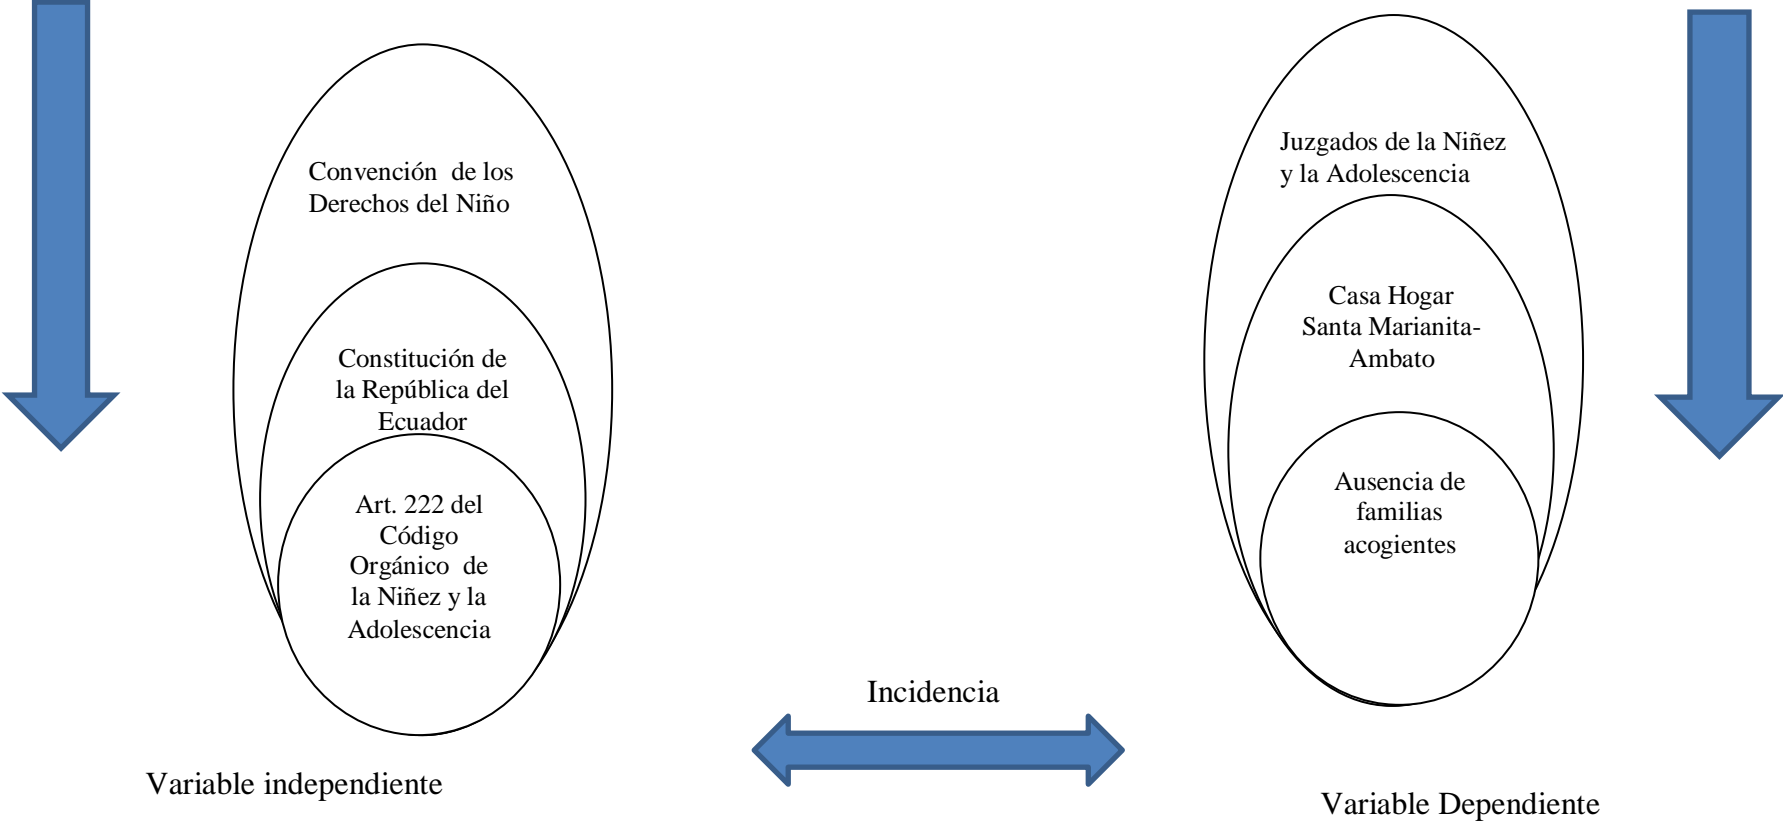 Convención de los
Derechos del Niño
Constitución de
la República del
Ecuador
Art. 222 del
Código
Orgánico de
la Niñez y la
Adolescencia
Variable independiente
Incidencia
Juzgados de la Niñez
y la Adolescencia
Casa Hogar
Santa Marianita-
Ambato
Ausencia de
familias
acogientes
Variable Dependiente